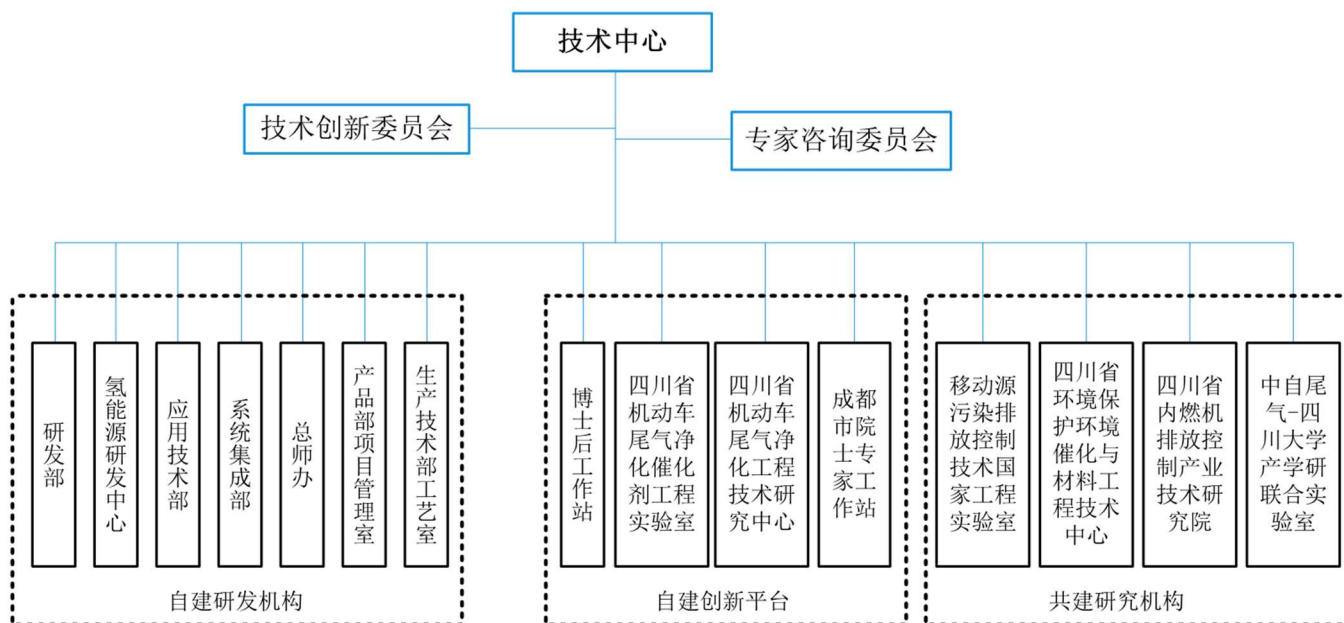 技术中心
技术创新委员会
专家咨询委员会
研发部
氢能源研发中心
应用技术部
系统集成部
总师办
产品部项目管理室
生产技术部工艺室
自建研发机构
博士后工作站
四川省
机动车
尾气净
化催化
剂工程
实验室
四川省
机动车
尾气净
化工程
技术研
究中心
成都
市院
士专
家工
作站
自建创新平台
移动源
污染排
放控制
技术国
家工程
实验室
四川省
环境保
护环境
催化与
材料工
程技术
中心
四川省
内燃机
排放控
制产业
技术研
究院
中自尾
气-四
川大学
产学研
联合实
验室
共建研究机构